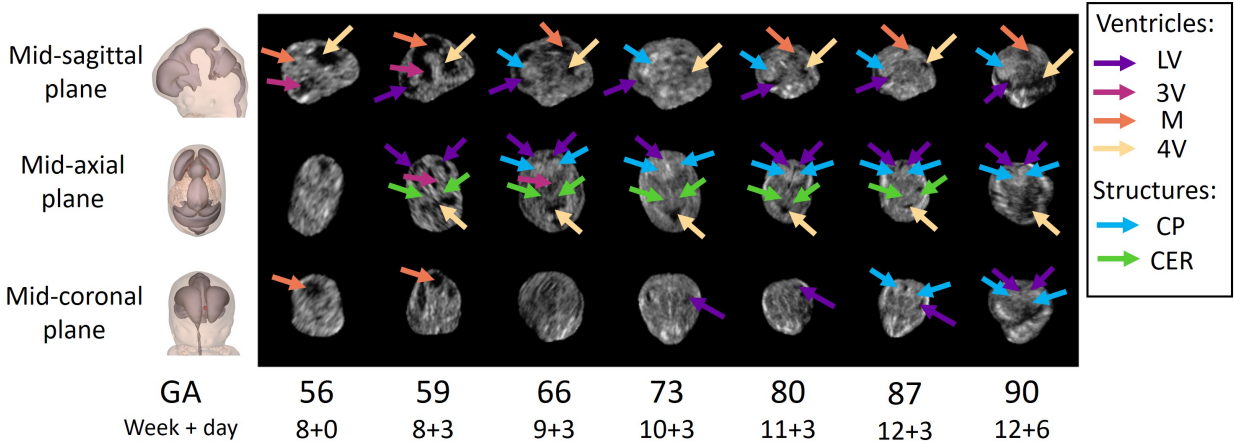 Mid-sagittal
plane
Mid-axial
plane
Mid-coronal
plane
GA 56 59 66 73 80 87 90
Week + day 8+0 8+3 9+3 10+3 11+3 12+3 12+6
Ventricles:
LV
3V
M
4V
Structures:
CP
CER